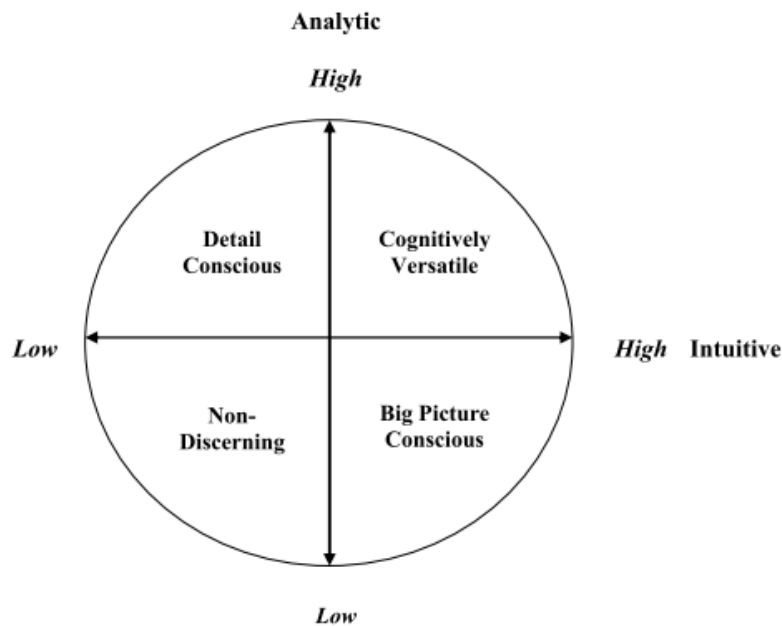 Analytic
High
Detail
Conscious
Cognitively
Versatile
Low
High Intuitive
Non-
Discerning
Big Picture
Conscious
Low